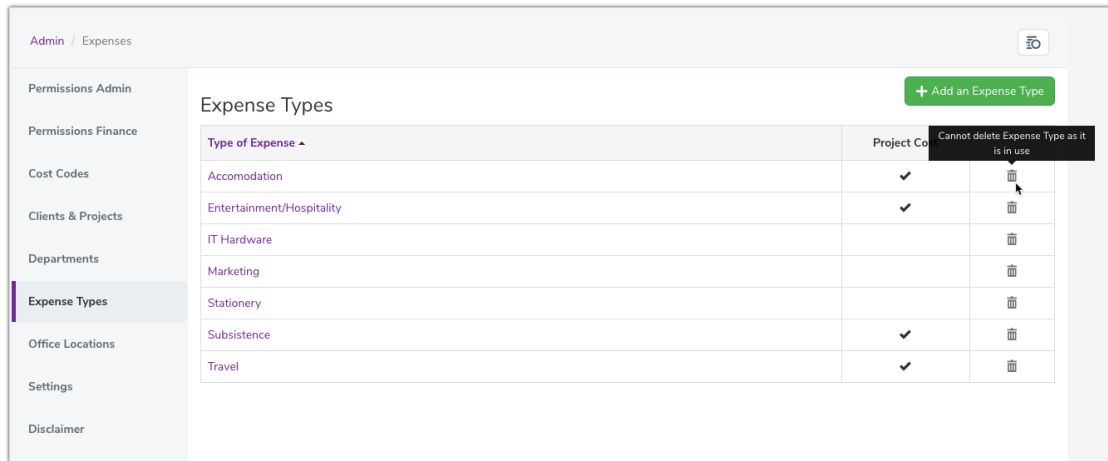 Admin / Expenses
Permissions Admin
Permissions Finance
Cost Codes
Clients & Projects
Departments
Expense Types
Office Locations
Settings
Disclaimer
Expense Types
+ Add an Expense Type
Type of Expense
Project Cos
Cannot delete Expense Type as it
is in use
Accomodation
Entertainment/Hospitality
IT Hardware
Marketing
Stationery
Subsistence
Travel